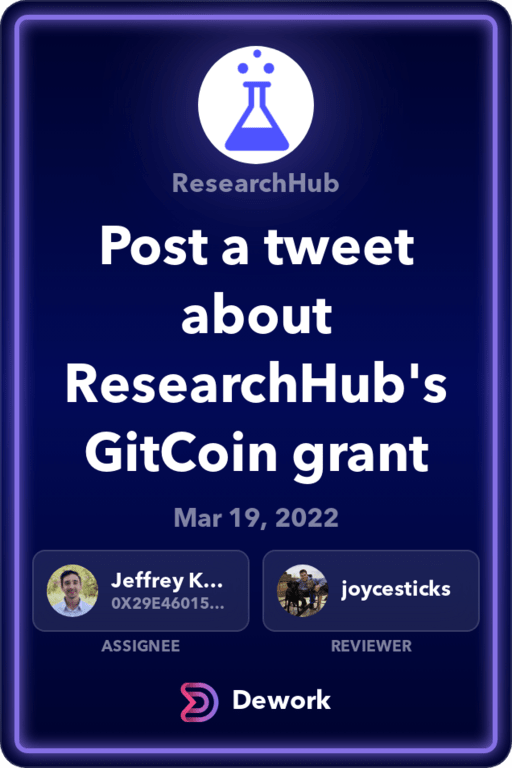 ResearchHub
Post a tweet
about
ResearchHub's
GitCoin grant
Mar 19, 2022
Jeffrey K...
0X29E46015...
joycesticks
ASSIGNEE
REVIEWER
Dework